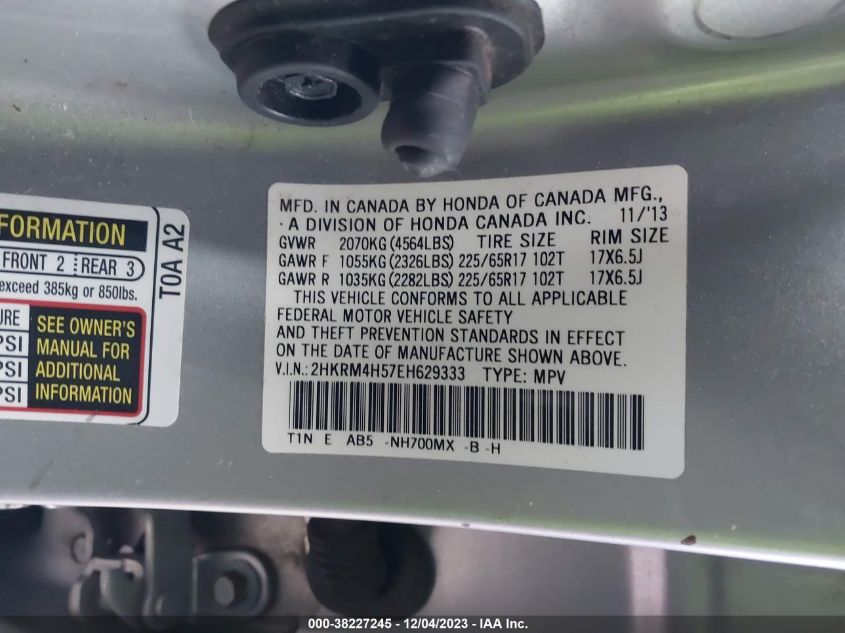 FORMATION
FRONT 2 REAR 3
exceed 385kg or 850lbs.
URE
PSI
PSI
PSI
SEE OWNER'S
MANUAL FOR
ADDITIONAL
INFORMATION
T0A A2
MFD. IN CANADA BY HONDA OF CANADA MFG.,
A DIVISION OF HONDA CANADA INC. 11/'13
GVWR 2070KG (4564LBS) TIRE SIZE RIM SIZE
GAWR F 1055KG (2326LBS) 225/65R17 102T 17X6.5J
GAWR R 1035KG (2282LBS) 225/65R17 102T 17X6.5J
THIS VEHICLE CONFORMS TO ALL APPLICABLE
FEDERAL MOTOR VEHICLE SAFETY
AND THEFT PREVENTION STANDARDS IN EFFECT
ON THE DATE OF MANUFACTURE SHOWN ABOVE.
V.I.N.: 2HKRM4H57EH629333 TYPE: MPV
T1N E AB5 -NH700MX -B -H
000-38227245 - 12/04/2023 - IAA Inc.